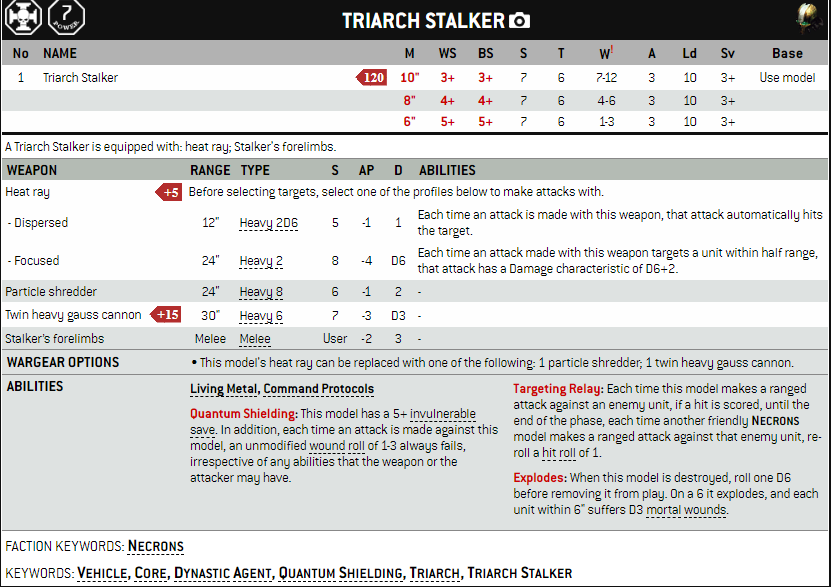 7
POWER
TRIARCH STALKER
No NAME M WS BS S T W! A Ld Sv Base
1 Triarch Stalker 120 10" 3+ 3+ 7 6 7-12 3 10 3+ Use model
8" 4+ 4+ 7 6 4-6 3 10 3+
6" 5+ 5+ 7 6 1-3 3 10 3+
A Triarch Stalker is equipped with: heat ray; Stalker's forelimbs.
WEAPON RANGE TYPE S AP D ABILITIES
Heat ray +5 Before selecting targets, select one of the profiles below to make attacks with.
- Dispersed 12" Heavy 2D6 5 -1 1 Each time an attack is made with this weapon, that attack automatically hits
the target.
- Focused 24" Heavy 2 8 -4 D6 Each time an attack made with this weapon targets a unit within half range,
that attack has a Damage characteristic of D6+2.
Particle shredder 24" Heavy 8 6 -1 2 -
Twin heavy gauss cannon +15 30" Heavy 6 7 -3 D3 -
Stalker's forelimbs Melee Melee User -2 3 -
WARGEAR OPTIONS • This model's heat ray can be replaced with one of the following: 1 particle shredder; 1 twin heavy gauss cannon.
ABILITIES
Living Metal, Command Protocols
Quantum Shielding: This model has a 5+ invulnerable
save. In addition, each time an attack is made against this
model, an unmodified wound roll of 1-3 always fails,
irrespective of any abilities that the weapon or the
attacker may have.
Targeting Relay: Each time this model makes a ranged
attack against an enemy unit, if a hit is scored, until the
end of the phase, each time another friendly NECRONS
model makes a ranged attack against that enemy unit, re-
roll a hit roll of 1.
Explodes: When this model is destroyed, roll one D6
before removing it from play. On a 6 it explodes, and each
unit within 6" suffers D3 mortal wounds.
FACTION KEYWORDS: NECRONS
KEYWORDS: VEHICLE, CORE, DYNASTIC AGENT, QUANTUM SHIELDING, TRIARCH, TRIARCH STALKER